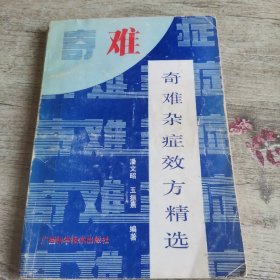 奇难
症
奇难杂症效方精选
潘文昭 玉振熹 编著
广西科学技术出版社